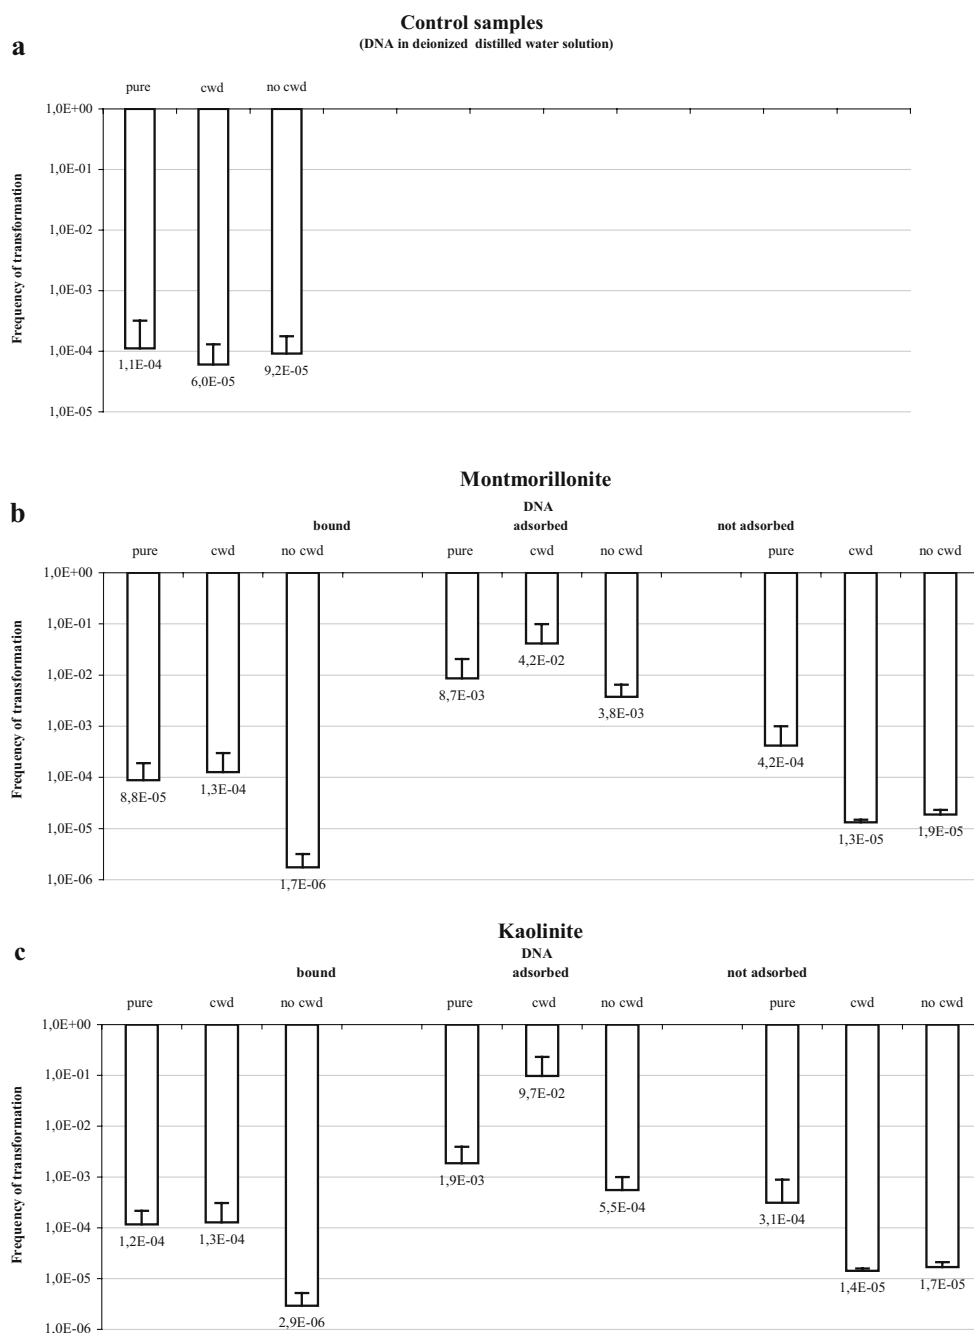 Control samples
a
(DNA in deionized distilled water solution)
pure cwd no cwd
1,0E+00
1,0E-01
1,0E-02
1,0E-03
1,0E-04
1,0E-05
Frequency of transformation
1,1E-04
6,0E-05
9,2E-05
Montmorillonite
b
DNA
bound adsorbed not adsorbed
pure cwd no cwd pure cwd no cwd pure cwd no cwd
1,0E+00
1,0E-01
1,0E-02
1,0E-03
1,0E-04
1,0E-05
1,0E-06
Frequency of transformation
8,8E-05
1,3E-04
1,7E-06
8,7E-03
4,2E-02
3,8E-03
4,2E-04
1,3E-05
1,9E-05
Kaolinite
c
DNA
bound adsorbed not adsorbed
pure cwd no cwd pure cwd no cwd pure cwd no cwd
1,0E+00
1,0E-01
1,0E-02
1,0E-03
1,0E-04
1,0E-05
1,0E-06
Frequency of transformation
1,2E-04
1,3E-04
2,9E-06
1,9E-03
9,7E-02
5,5E-04
3,1E-04
1,4E-05
1,7E-05